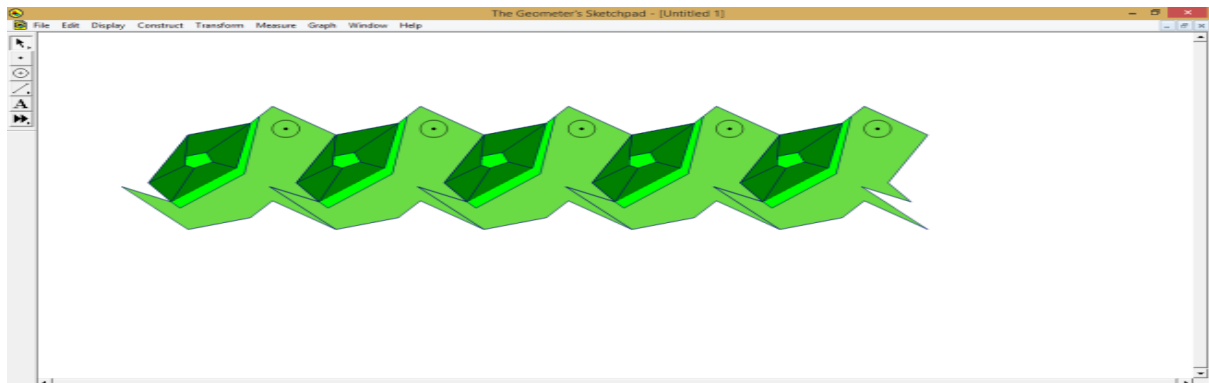 The Geometer's Sketchpad - [Untitled 1]
File Edit Display Construct Transform Measure Graph Window Help
A